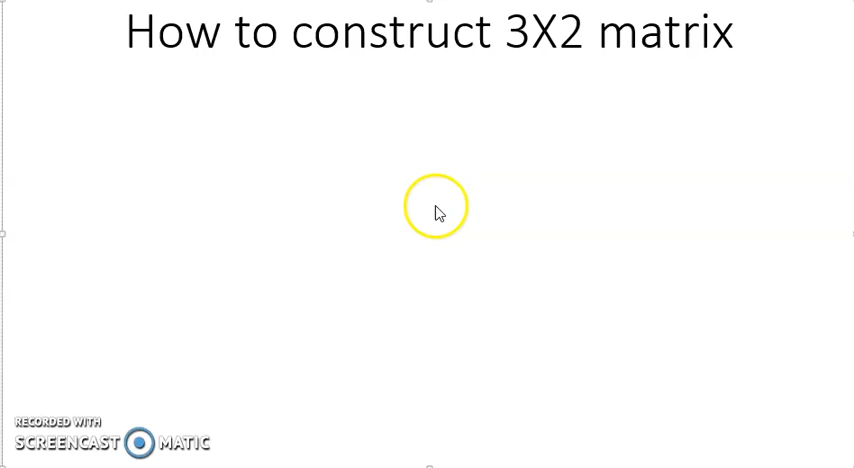 How to construct 3X2 matrix
RECORDED WITH
SCREENCAST MATIC